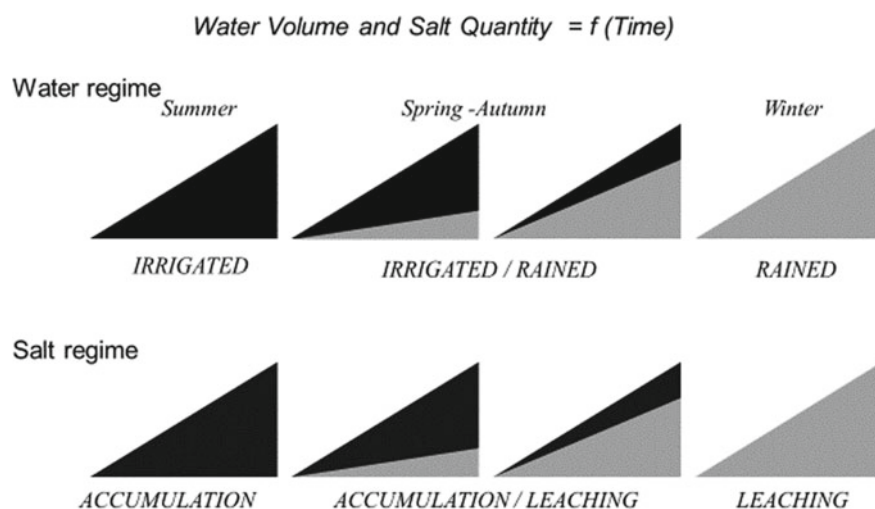 Water Volume and Salt Quantity = f (Time)
Water regime
Summer Spring -Autumn Winter
IRRIGATED IRRIGATED / RAINED RAINED
Salt regime
ACCUMULATION ACCUMULATION / LEACHING LEACHING